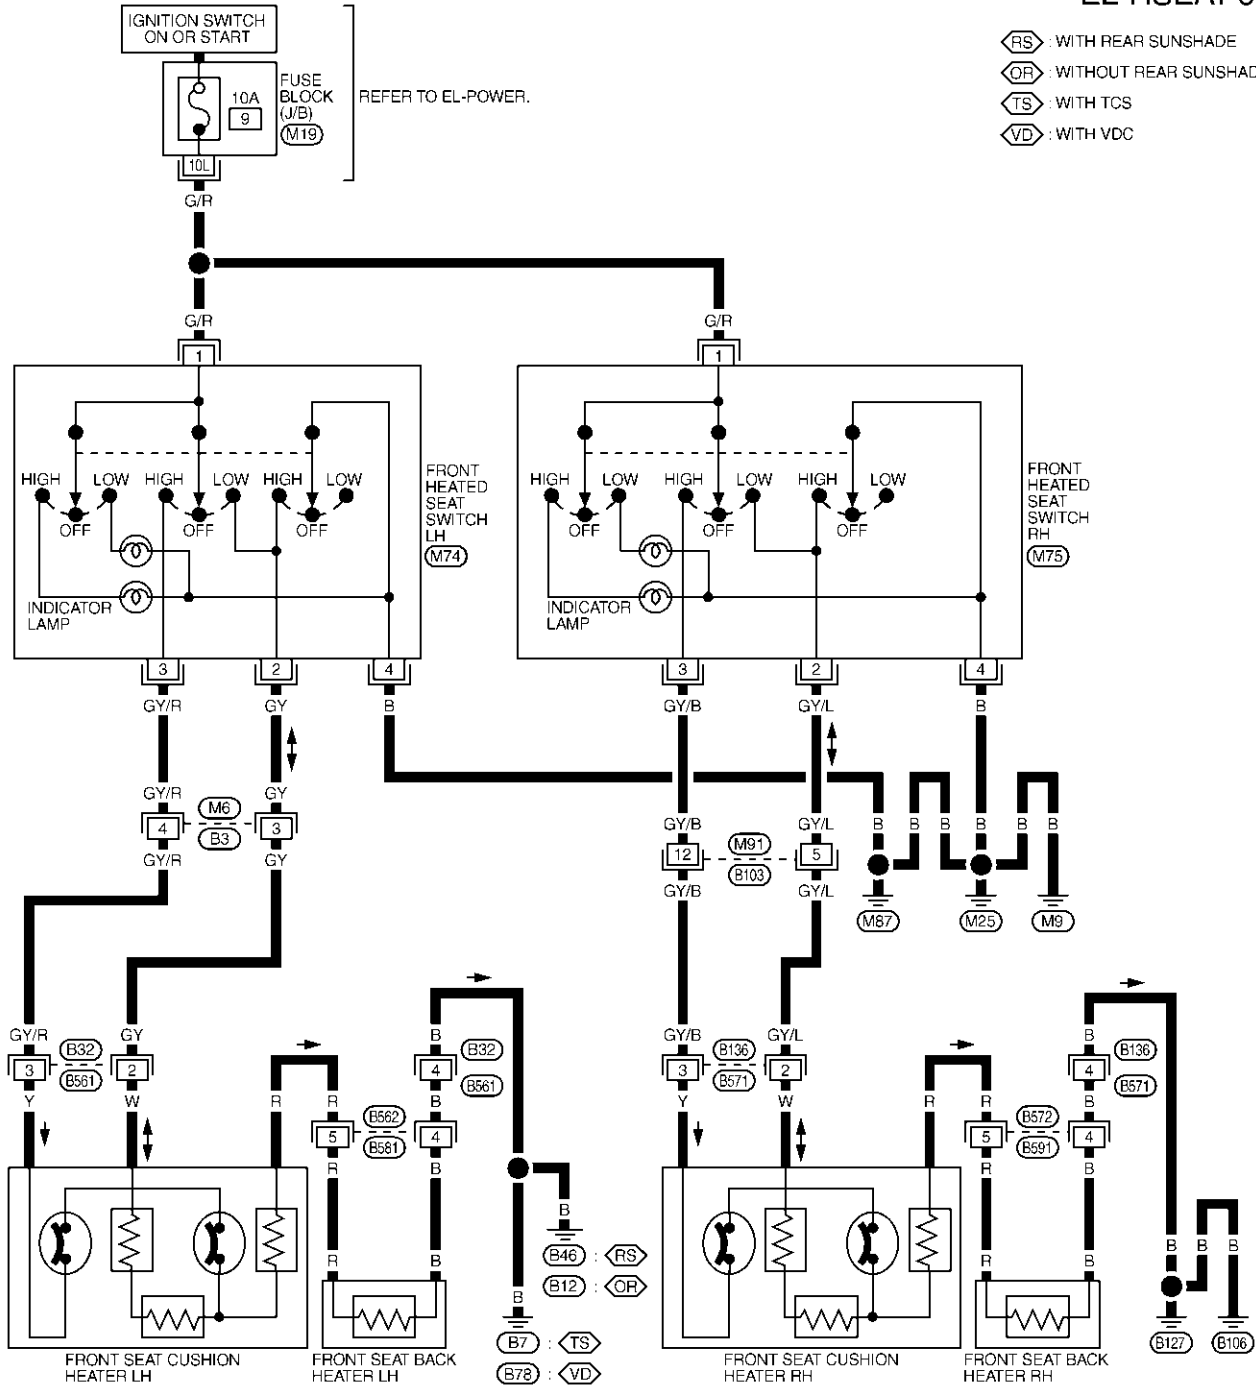 IGNITION SWITCH
ON OR START
FUSE
BLOCK
(J/B)
M19
10A
9
10L
REFER TO EL-POWER.
RS : WITH REAR SUNSHADE
OR : WITHOUT REAR SUNSHAD
TS : WITH TCS
VD : WITH VDC
G/R
G/R G/R
1 1
HIGH LOW HIGH LOW HIGH LOW
OFF OFF OFF
FRONT
HEATED
SEAT
SWITCH
LH
M74
INDICATOR
LAMP
HIGH LOW HIGH LOW HIGH LOW
OFF OFF OFF
FRONT
HEATED
SEAT
SWITCH
RH
M75
INDICATOR
LAMP
3 2 4 3 2 4
GY/R GY B GY/B GY/L B
GY/R GY
4 M6 3
B3
GY/R GY
GY/B GY/L B B B B B B
12 M91 5
B103
GY/B GY/L
M87 M25 M9
GY/R GY B GY/B GY/L B
3 B32 2 4 B32 3 B136 2 4 B136
B561 B561 B571 B571
Y W R R B Y W R R B
5 B562 4 5 B572 4
B581 B591
R B R B
B B B B
R B R B
B46 : RS
B12 : OR
B
B7 : TS
B78 : VD
B127 B106
FRONT SEAT CUSHION
HEATER LH
FRONT SEAT BACK
HEATER LH
FRONT SEAT CUSHION
HEATER RH
FRONT SEAT BACK
HEATER RH